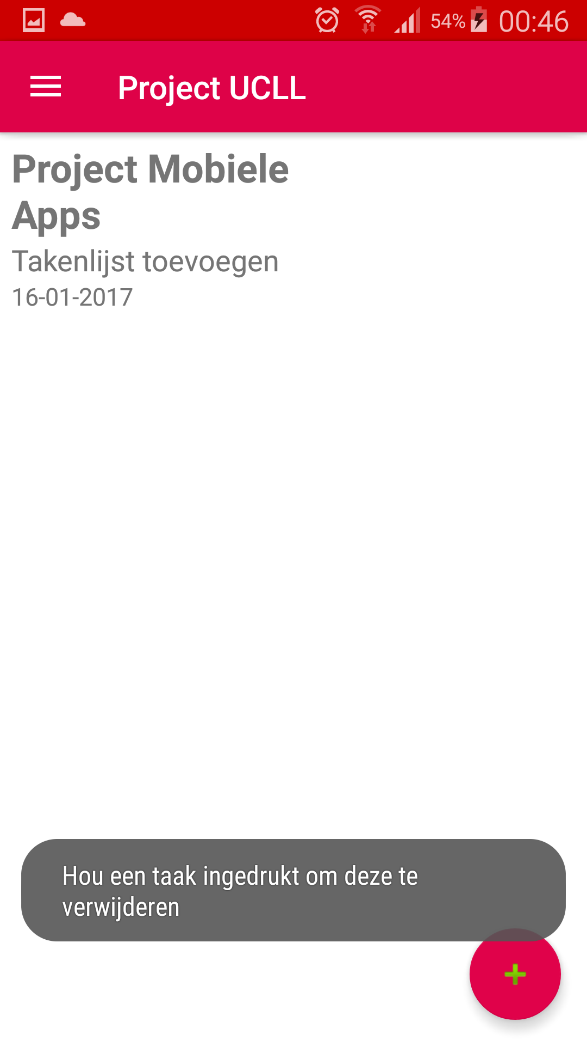 54% 00:46
Project UCLL
Project Mobiele
Apps
Takenlijst toevoegen
16-01-2017
Hou een taak ingedrukt om deze te
verwijderen
+